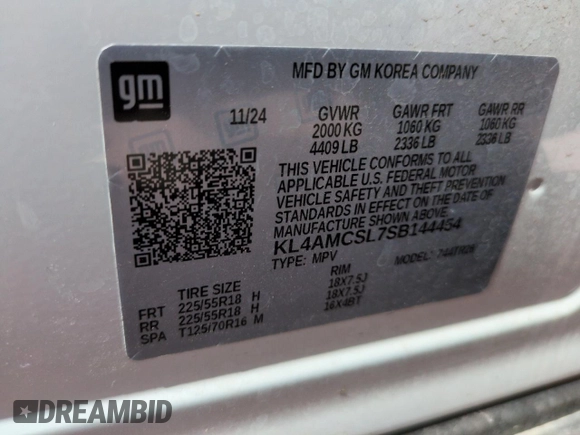 gm
MFD BY GM KOREA COMPANY
11/24 GVWR GAWR FRT GAWR RR
2000 KG 1060 KG 1060 KG
4409 LB 2336 LB 2336 LB
THIS VEHICLE CONFORMS TO ALL
APPLICABLE U.S. FEDERAL MOTOR
VEHICLE SAFETY AND THEFT PREVENTION
STANDARDS IN EFFECT ON THE DATE OF
MANUFACTURE SHOWN ABOVE.
KL4AMCSL7SB144454
TYPE: MPV MODEL:
TIRE SIZE RIM
FRT 225/55R18 H 18X7.5J
RR 225/55R18 H 18X7.5J
SPA T125/70R16 M 16X4BT
DREAMBID